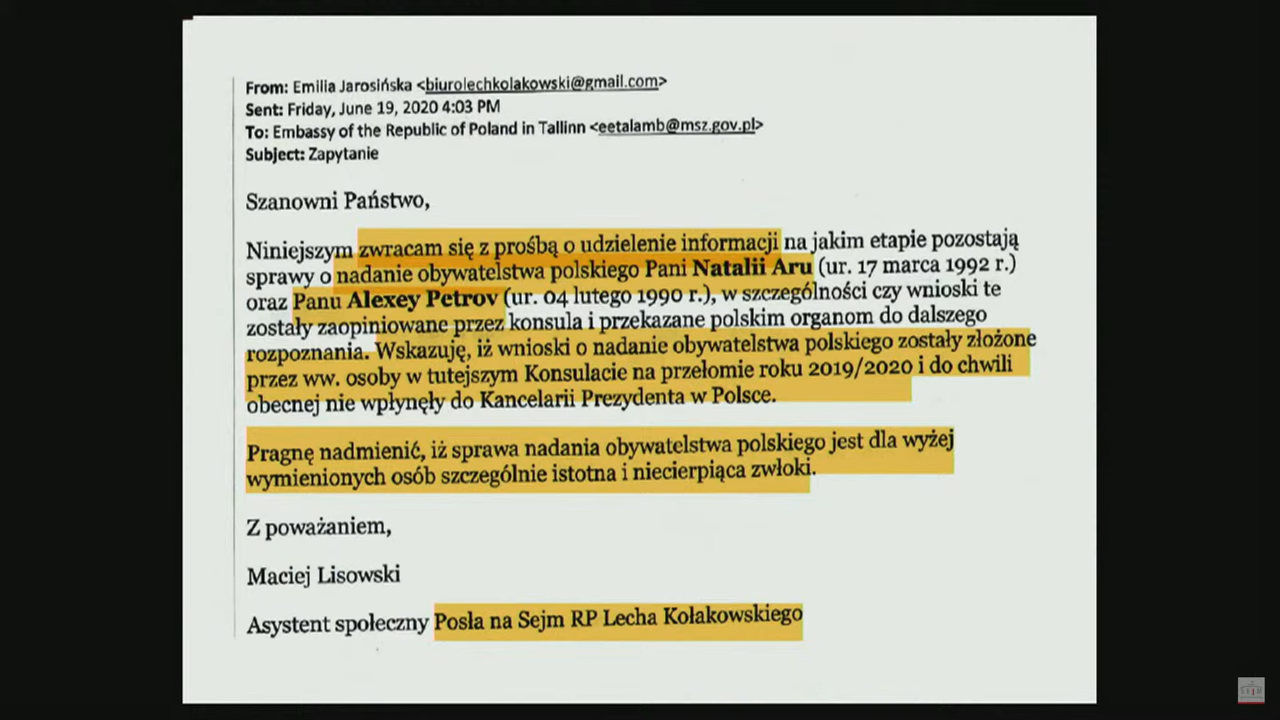 From: Emilia Jarosińska <biurolechkolakowski@gmail.com>
Sent: Friday, June 19, 2020 4:03 PM
To: Embassy of the Republic of Poland in Tallinn <eetalamb@msz.gov.pl>
Subject: Zapytanie
Szanowni Państwo,
Niniejszym zwracam się z prośbą o udzielenie informacji na jakim etapie pozostają
sprawy o nadanie obywatelstwa polskiego Pani Natalii Aru (ur. 17 marca 1992 r.)
oraz Panu Alexey Petrov (ur. 04 lutego 1990 r.), w szczególności czy wnioski te
zostały zaopiniowane przez konsula i przekazane polskim organom do dalszego
rozpoznania. Wskazuję, iż wnioski o nadanie obywatelstwa polskiego zostały złożone
przez ww. osoby w tutejszym Konsulacie na przełomie roku 2019/2020 i do chwili
obecnej nie wpłynęły do Kancelarii Prezydenta w Polsce.
Pragnę nadmienić, iż sprawa nadania obywatelstwa polskiego jest dla wyżej
wymienionych osób szczególnie istotna i niecierpiąca zwłoki.
Z poważaniem,
Maciej Lisowski
Asystent społeczny Posła na Sejm RP Lecha Kołakowskiego